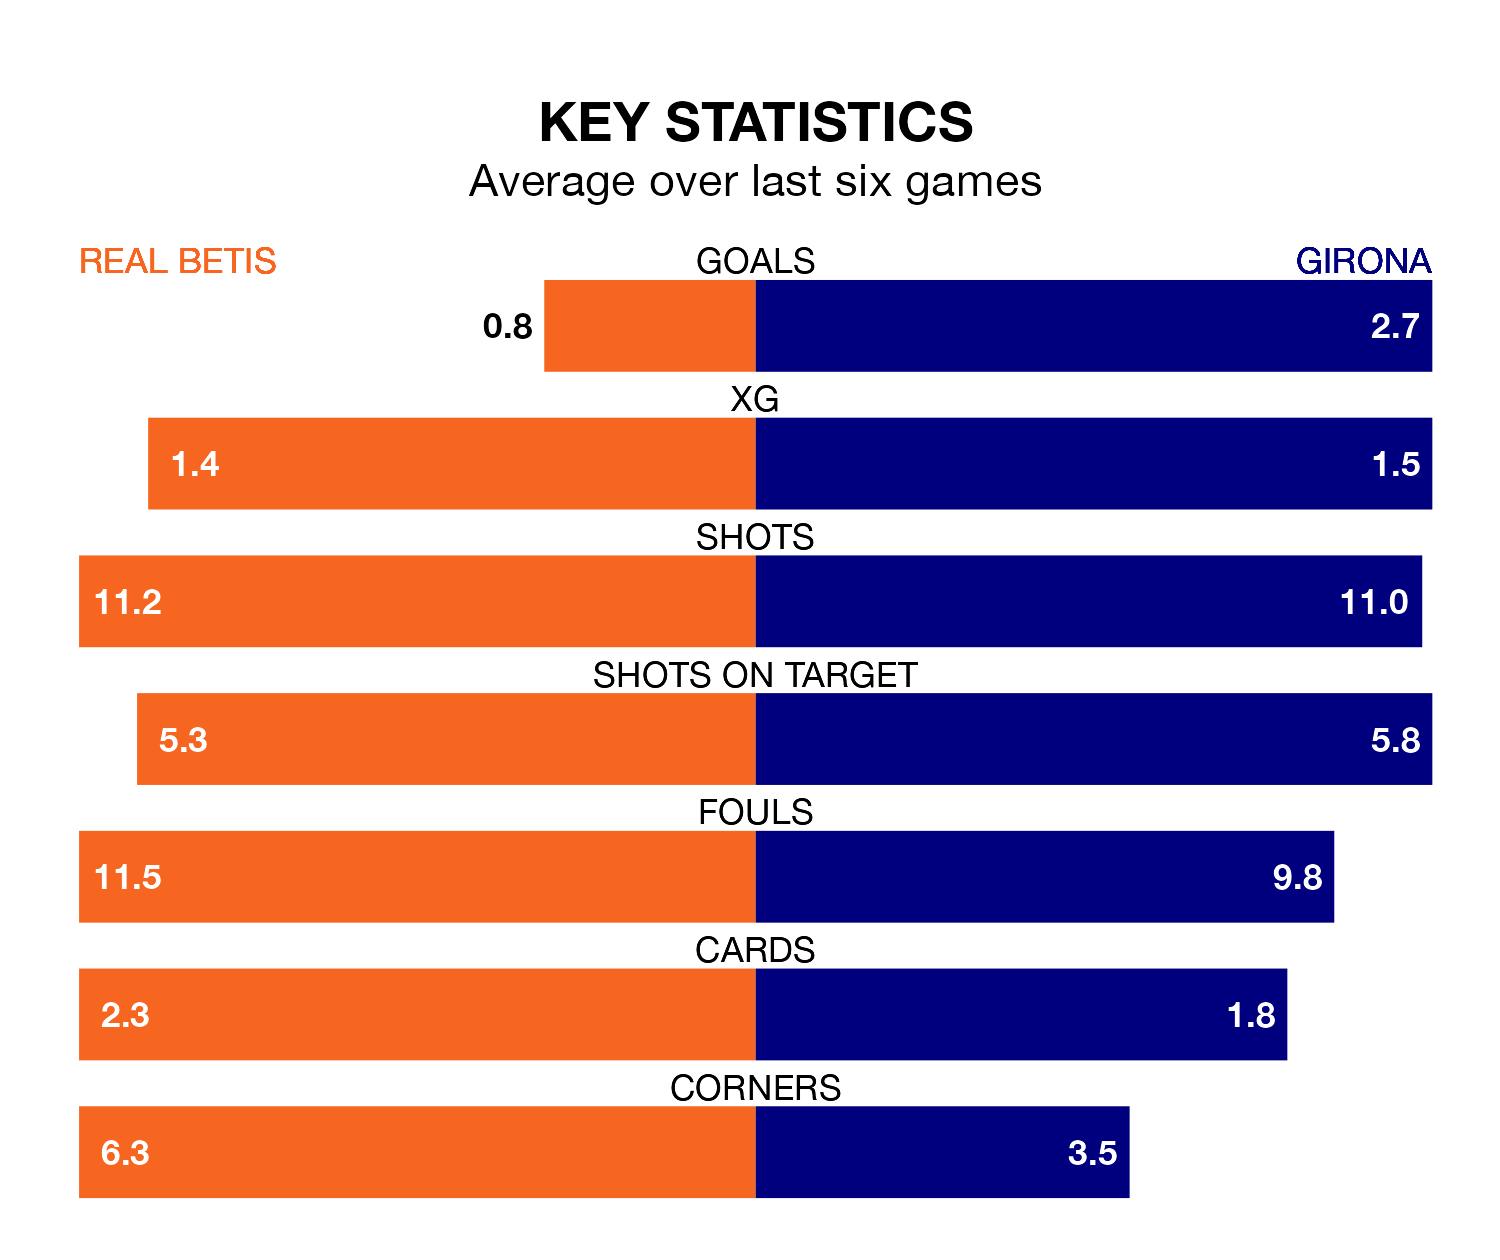 KEY STATISTICS
Average over last six games
REAL BETIS GOALS GIRONA
0.8 2.7
XG
1.4 1.5
SHOTS
11.2 11.0
SHOTS ON TARGET
5.3 5.8
FOULS
11.5 9.8
CARDS
2.3 1.8
CORNERS
6.3 3.5